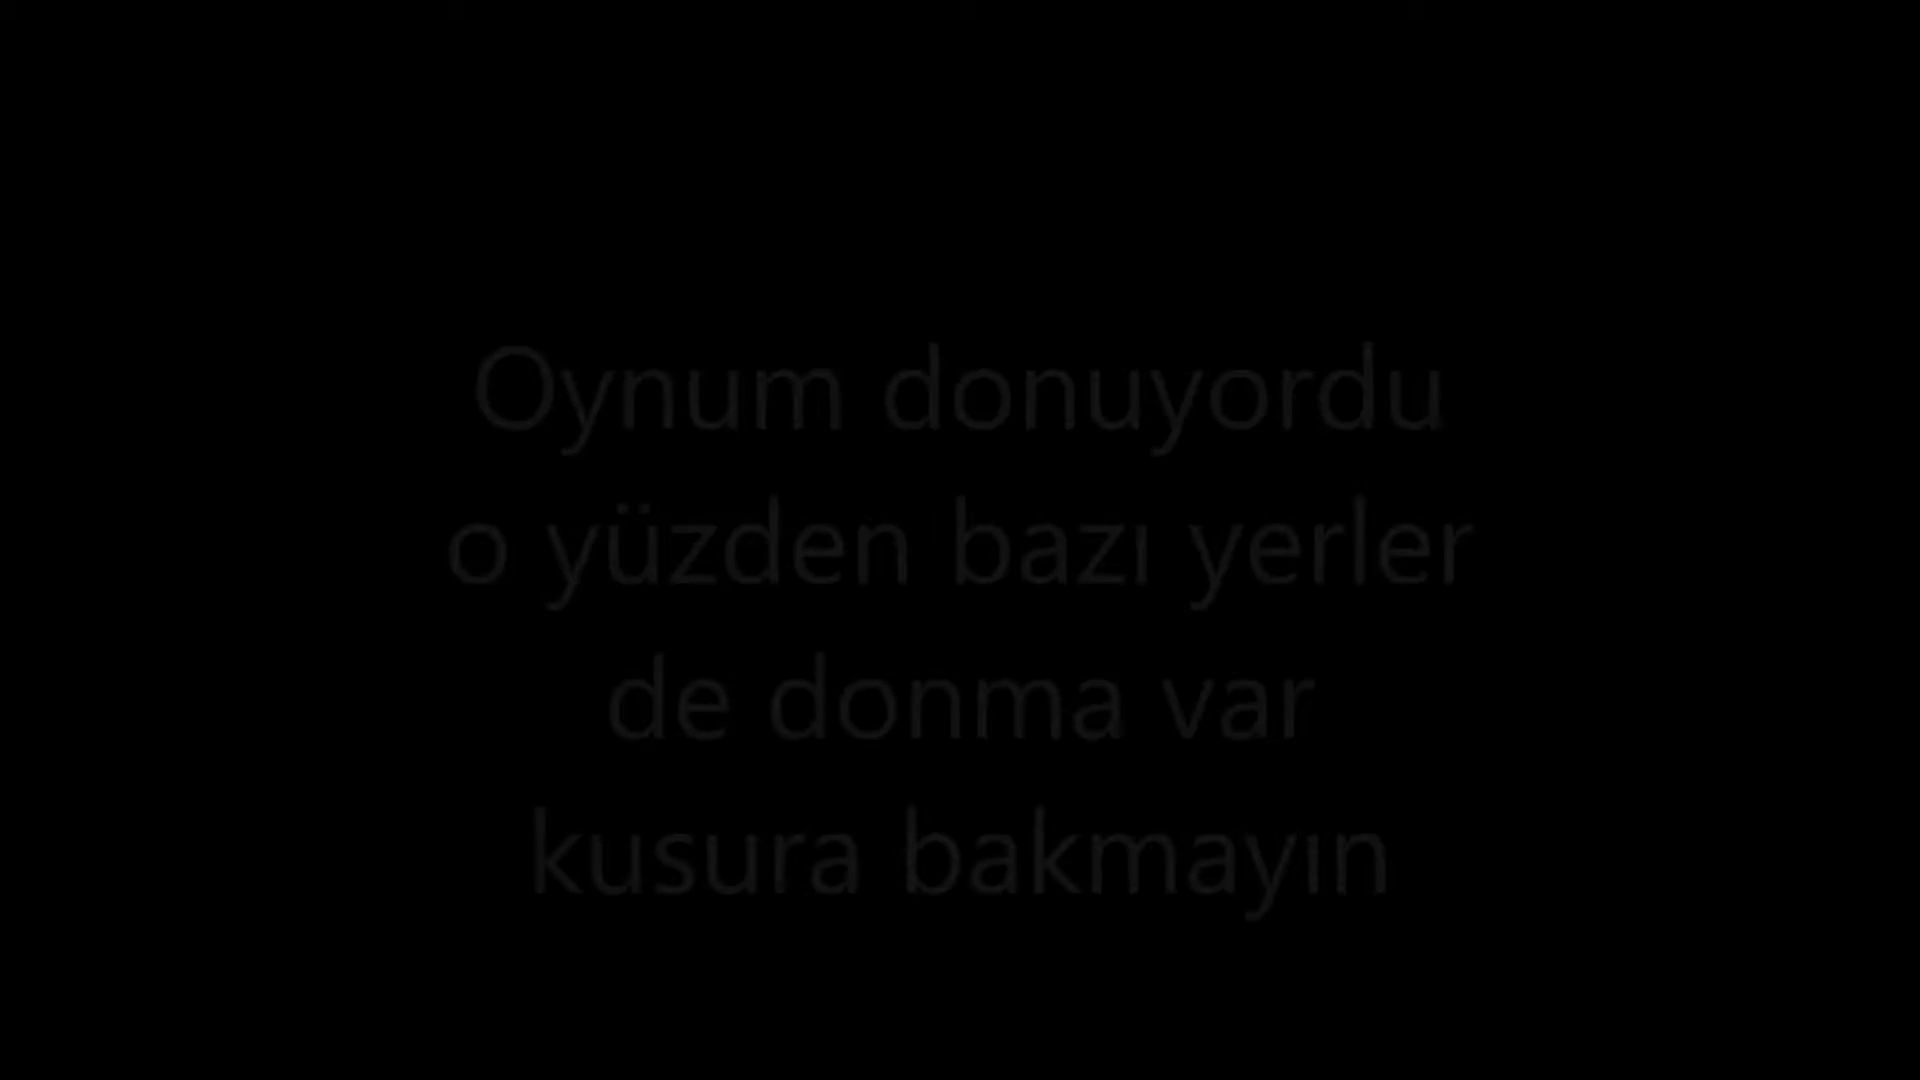 Oynum donuyordu
o yüzden bazı yerler
de donma var
kusura bakmayın